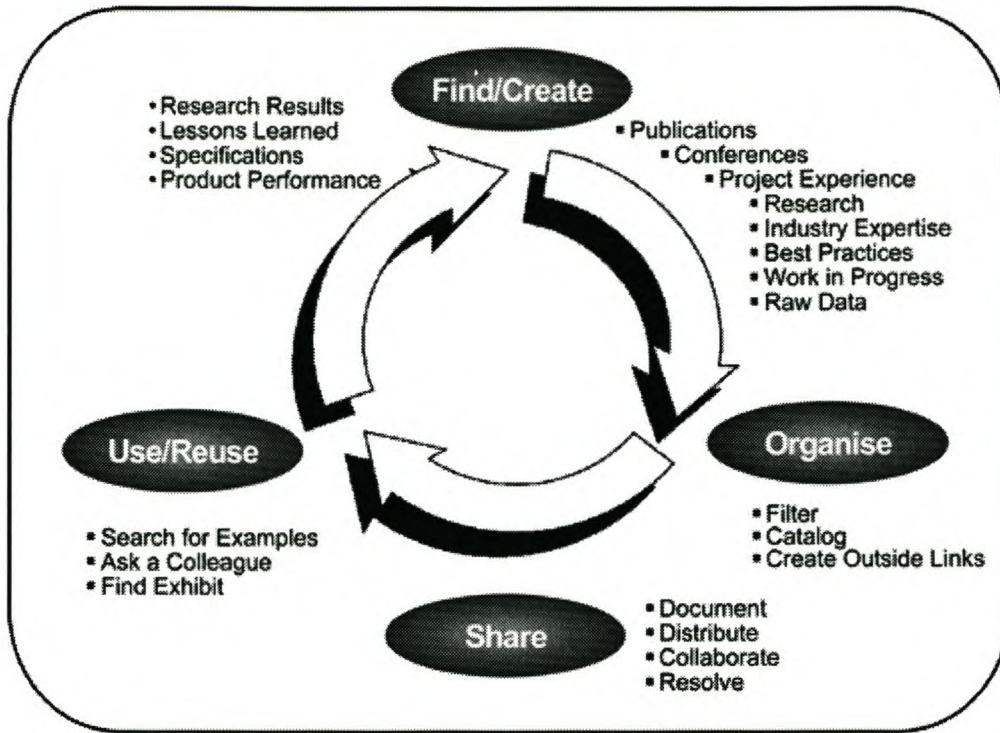 Find/Create
• Research Results
• Lessons Learned
• Specifications
• Product Performance
▪ Publications
▪ Conferences
▪ Project Experience
▪ Research
▪ Industry Expertise
▪ Best Practices
▪ Work in Progress
▪ Raw Data
Use/Reuse
▪ Search for Examples
▪ Ask a Colleague
▪ Find Exhibit
Organise
▪ Filter
▪ Catalog
▪ Create Outside Links
Share
▪ Document
▪ Distribute
▪ Collaborate
▪ Resolve